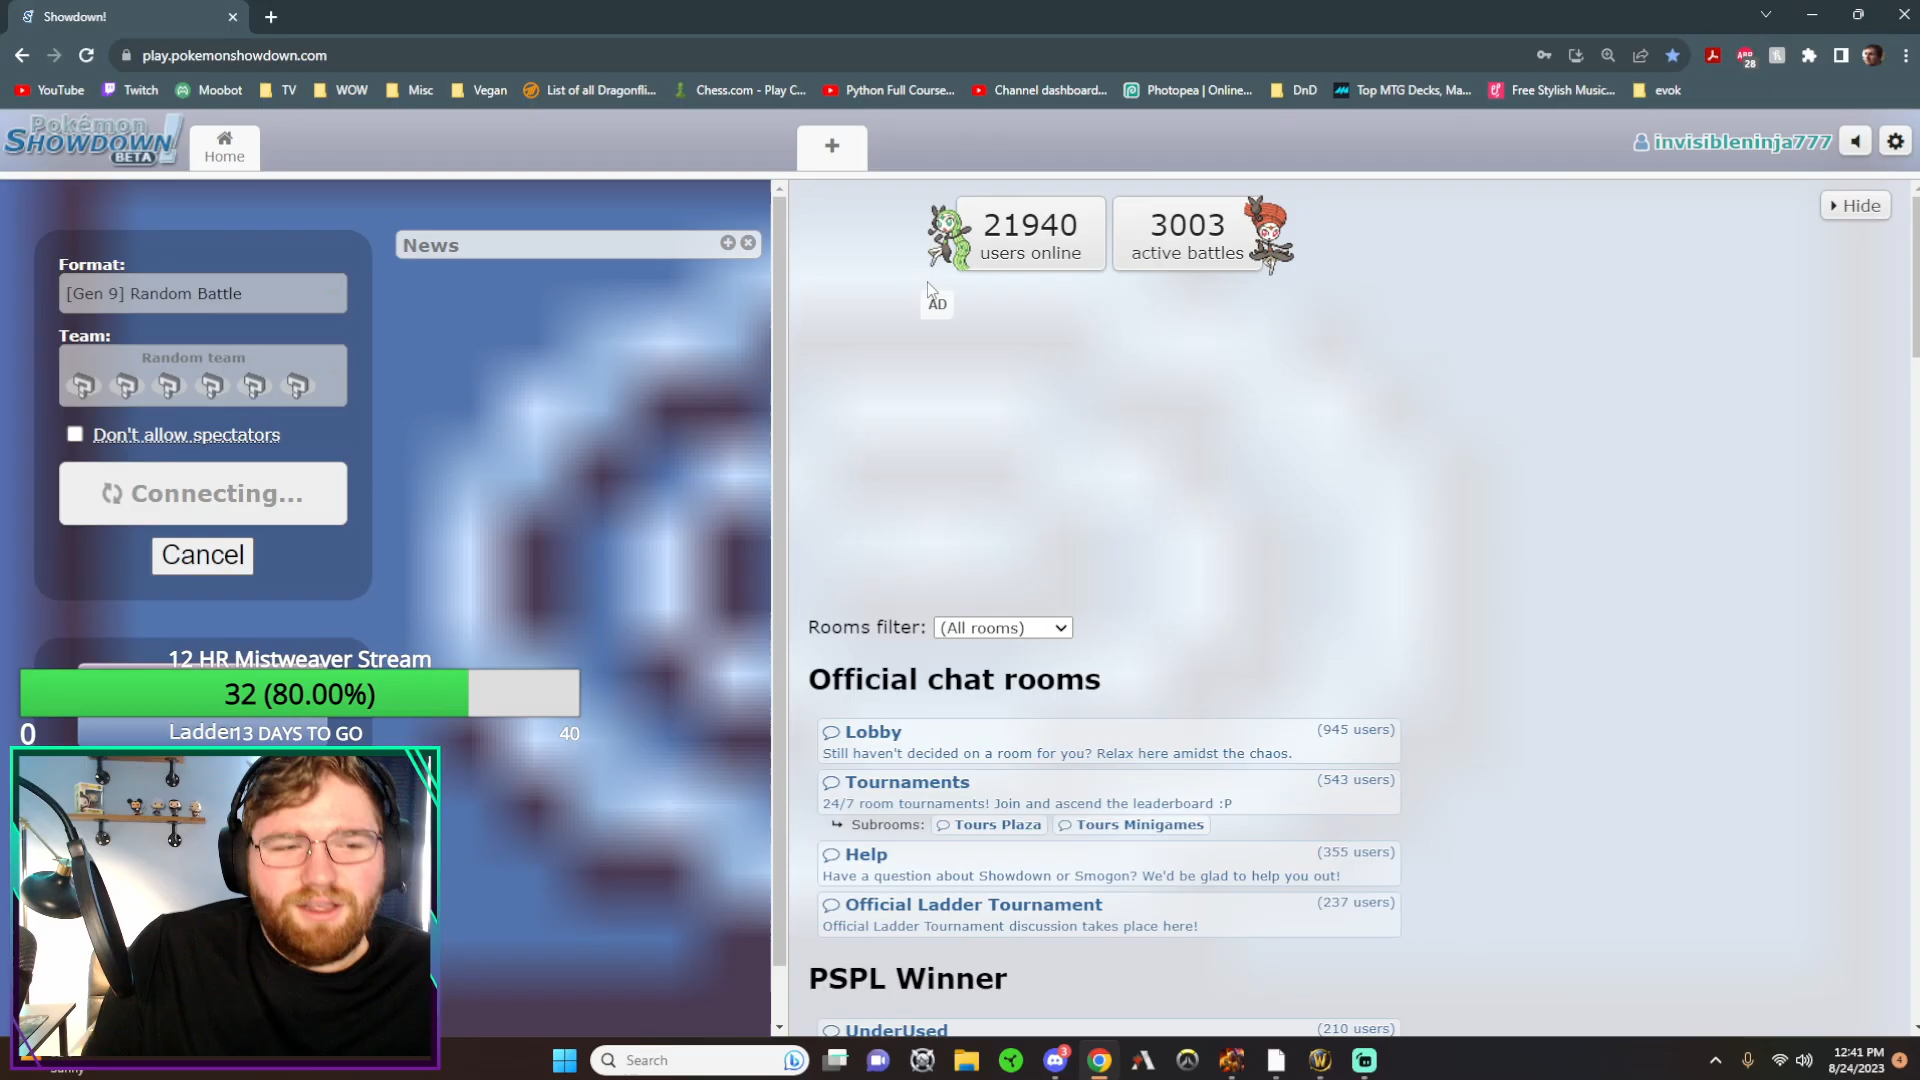 Showdown!
play.pokemonshowdown.com
28
YouTube
Twitch
Moobot
TV
WOW
Misc
Vegan
List of all Dragonfli...
Chess.com - Play C...
Python Full Course...
Channel dashboard...
Photopea | Online...
DnD
Top MTG Decks, Ma...
Free Stylish Music...
evok
Pokémon
SHOWDOWN!
BETA
Home
+
invisibleninja777
Hide
21940
users online
3003
active battles
AD
News
Format:
[Gen 9] Random Battle
Team:
Random team
Don't allow spectators
Connecting...
Cancel
Rooms filter: (All rooms)
Official chat rooms
Lobby (945 users)
Still haven't decided on a room for you? Relax here amidst the chaos.
Tournaments (543 users)
24/7 room tournaments! Join and ascend the leaderboard :P
Subrooms: Tours Plaza Tours Minigames
Help (355 users)
Have a question about Showdown or Smogon? We'd be glad to help you out!
Official Ladder Tournament (237 users)
Official Ladder Tournament discussion takes place here!
PSPL Winner
UnderUsed (210 users)
12 HR Mistweaver Stream
32 (80.00%)
0
Ladder
13 DAYS TO GO
40
Sunny
Search
3
12:41 PM
8/24/2023
4